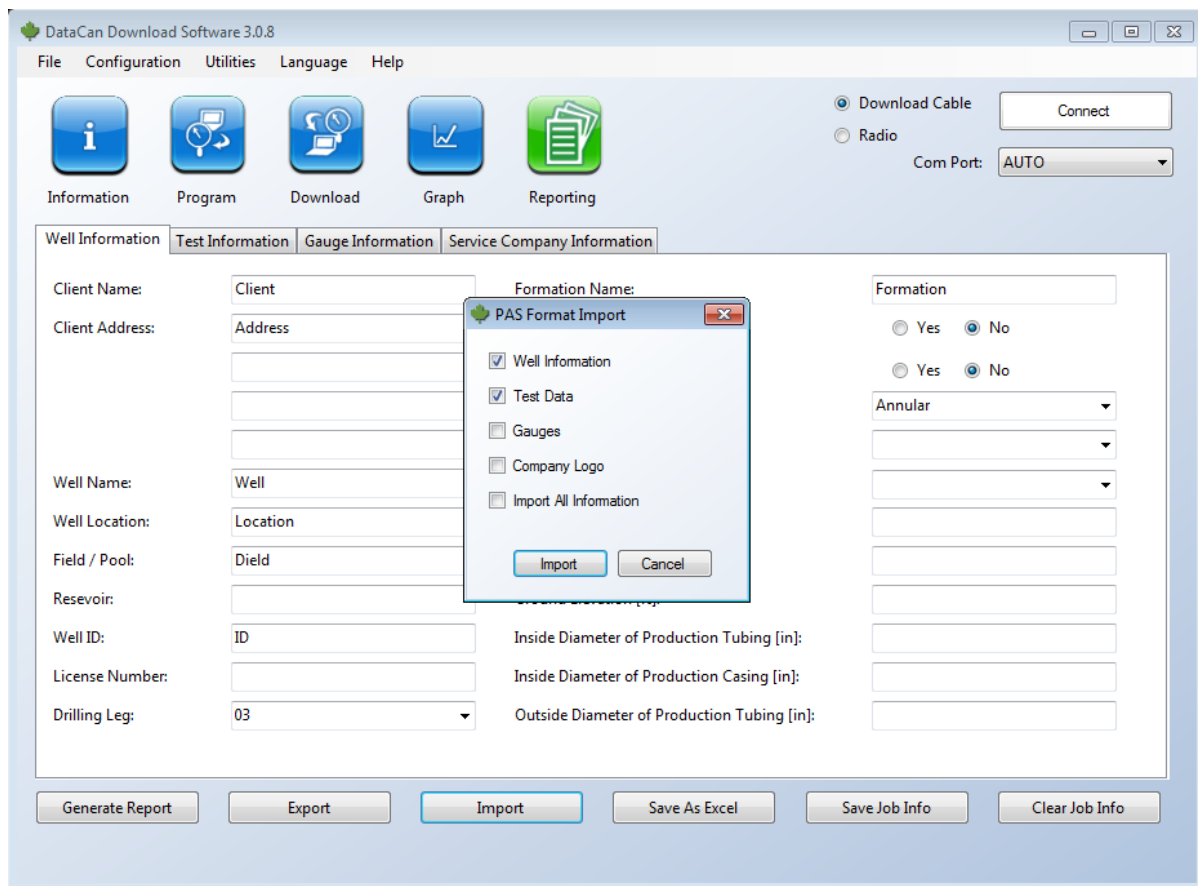 DataCan Download Software 3.0.8
File Configuration Utilities Language Help
Download Cable
Connect
Radio
Com Port: AUTO
Information Program Download Graph Reporting
Well Information Test Information Gauge Information Service Company Information
Client Name: Client Formation Name: Formation
Client Address: Address Yes No
Yes No
Annular
Well Name: Well
Well Location: Location
Field / Pool: Dield
Resevoir:
Well ID: ID Inside Diameter of Production Tubing [in]:
License Number: Inside Diameter of Production Casing [in]:
Drilling Leg: 03 Outside Diameter of Production Tubing [in]:
PAS Format Import
Well Information
Test Data
Gauges
Company Logo
Import All Information
Import Cancel
Generate Report Export Import Save As Excel Save Job Info Clear Job Info